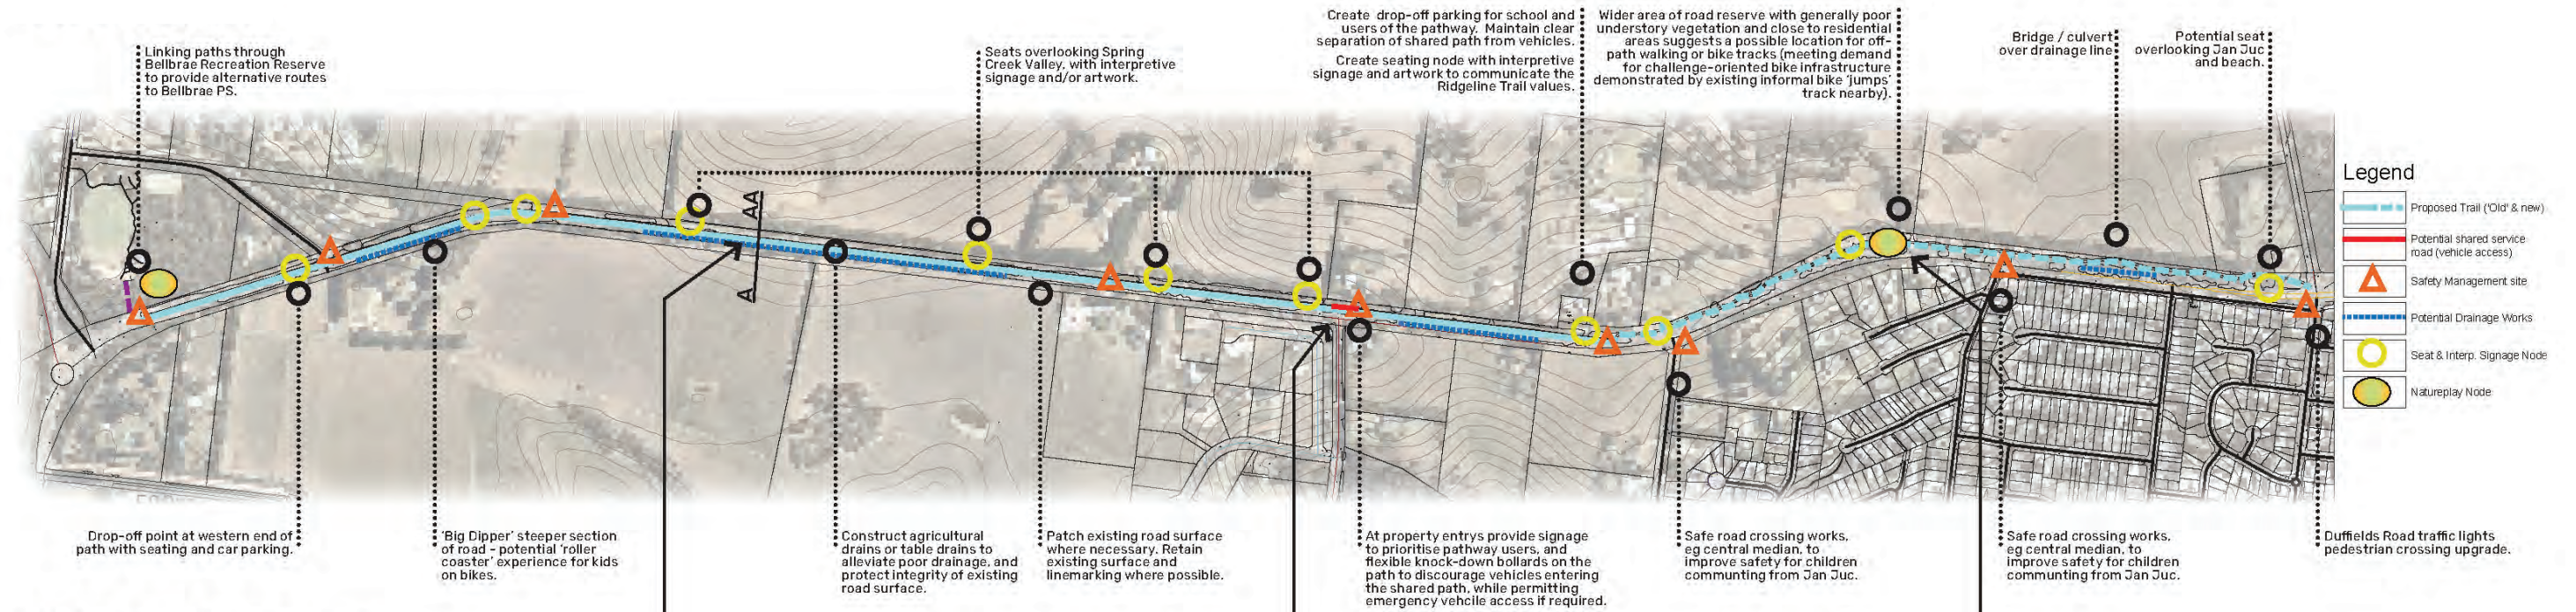 Linking paths through
Bellbrae Recreation Reserve
to provide alternative routes
to Bellbrae PS.
Seats overlooking Spring
Creek Valley, with interpretive
signage and/or artwork.
Create drop-off parking for school and
users of the pathway. Maintain clear
separation of shared path from vehicles.
Create seating node with interpretive
signage and artwork to communicate the
Ridgeline Trail values.
Wider area of road reserve with generally poor
understory vegetation and close to residential
areas suggests a possible location for off-
path walking or bike tracks (meeting demand
for challenge-oriented bike infrastructure
demonstrated by existing informal bike 'jumps'
track nearby).
Bridge / culvert
over drainage line
Potential seat
overlooking Jan Juc
and beach.
AA
A
Legend
Proposed Trail ('Old' & new)
Potential shared service
road (vehicle access)
Safety Management site
Potential Drainage Works
Seat & Interp. Signage Node
Natureplay Node
Drop-off point at western end of
path with seating and car parking.
'Big Dipper' steeper section
of road - potential 'roller
coaster' experience for kids
on bikes.
Construct agricultural
drains or table drains to
alleviate poor drainage, and
protect integrity of existing
road surface.
Patch existing road surface
where necessary. Retain
existing surface and
linemarking where possible.
At property entrys provide signage
to prioritise pathway users, and
flexible knock-down bollards on the
path to discourage vehicles entering
the shared path, while permitting
emergency vehcile access if required.
Safe road crossing works,
eg central median, to
improve safety for children
communting from Jan Juc.
Safe road crossing works,
eg central median, to
improve safety for children
communting from Jan Juc.
Duffields Road traffic lights
pedestrian crossing upgrade.